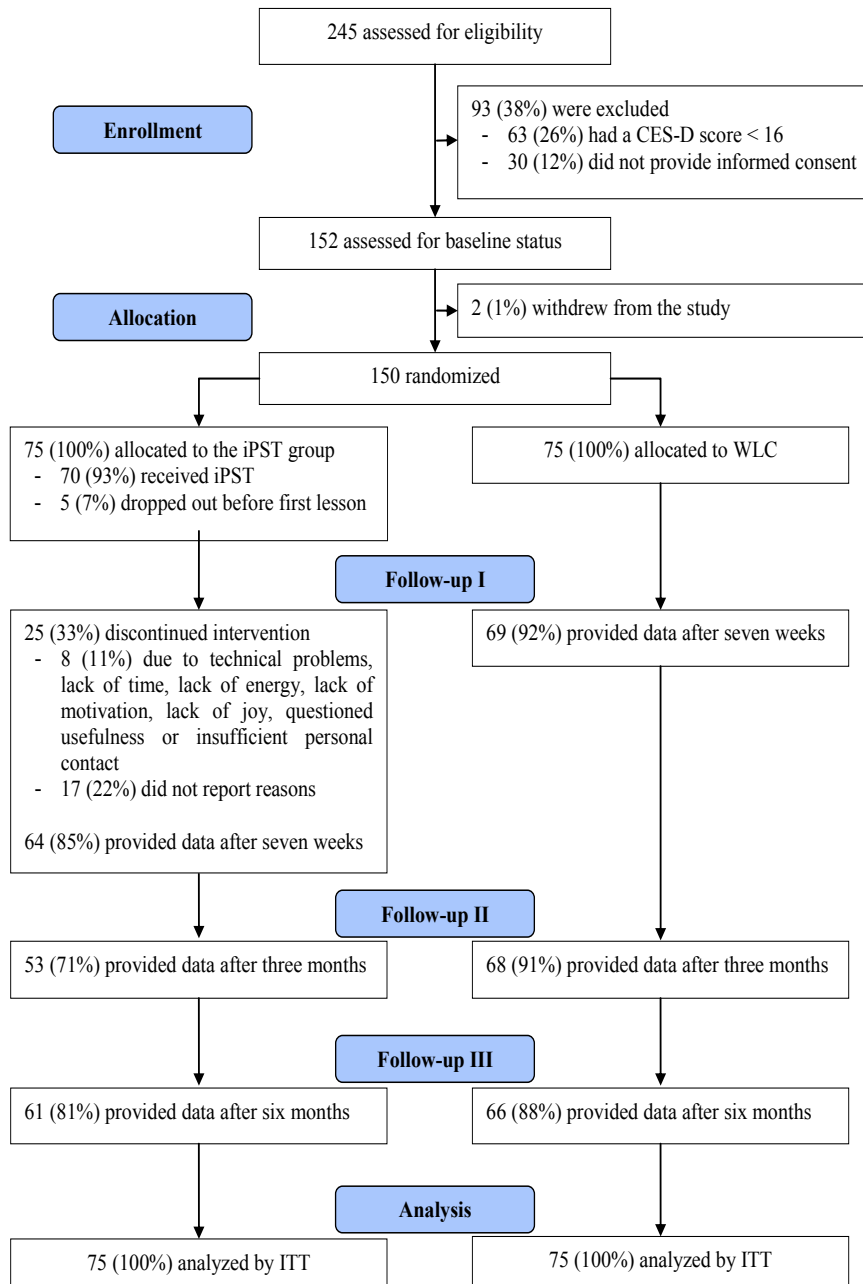 245 assessed for eligibility
Enrollment
93 (38%) were excluded
- 63 (26%) had a CES-D score < 16
- 30 (12%) did not provide informed consent
152 assessed for baseline status
Allocation
2 (1%) withdrew from the study
150 randomized
75 (100%) allocated to the iPST group
- 70 (93%) received iPST
- 5 (7%) dropped out before first lesson
75 (100%) allocated to WLC
Follow-up I
25 (33%) discontinued intervention
- 8 (11%) due to technical problems,
lack of time, lack of energy, lack of
motivation, lack of joy, questioned
usefulness or insufficient personal
contact
- 17 (22%) did not report reasons
64 (85%) provided data after seven weeks
69 (92%) provided data after seven weeks
Follow-up II
53 (71%) provided data after three months
68 (91%) provided data after three months
Follow-up III
61 (81%) provided data after six months
66 (88%) provided data after six months
Analysis
75 (100%) analyzed by ITT
75 (100%) analyzed by ITT